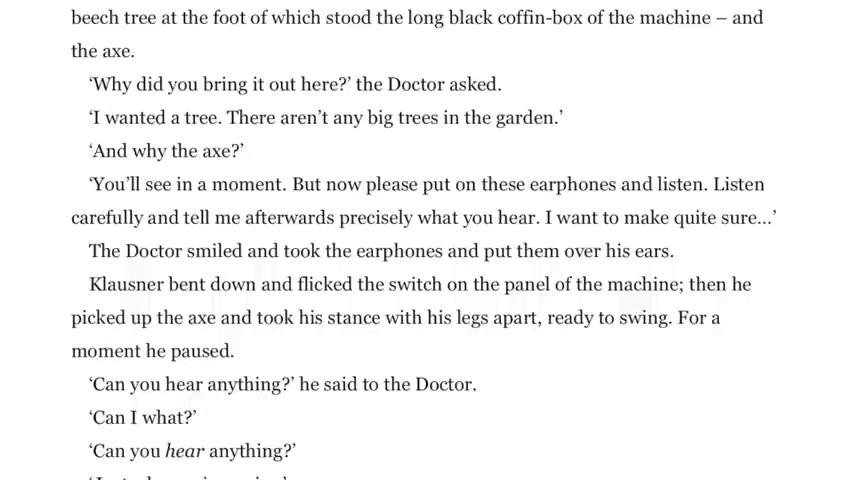 beech tree at the foot of which stood the long black coffin-box of the machine – and
the axe.
‘Why did you bring it out here?’ the Doctor asked.
‘I wanted a tree. There aren’t any big trees in the garden.’
‘And why the axe?’
‘You’ll see in a moment. But now please put on these earphones and listen. Listen
carefully and tell me afterwards precisely what you hear. I want to make quite sure...’
The Doctor smiled and took the earphones and put them over his ears.
Klausner bent down and flicked the switch on the panel of the machine; then he
picked up the axe and took his stance with his legs apart, ready to swing. For a
moment he paused.
‘Can you hear anything?’ he said to the Doctor.
‘Can I what?’
‘Can you hear anything?’